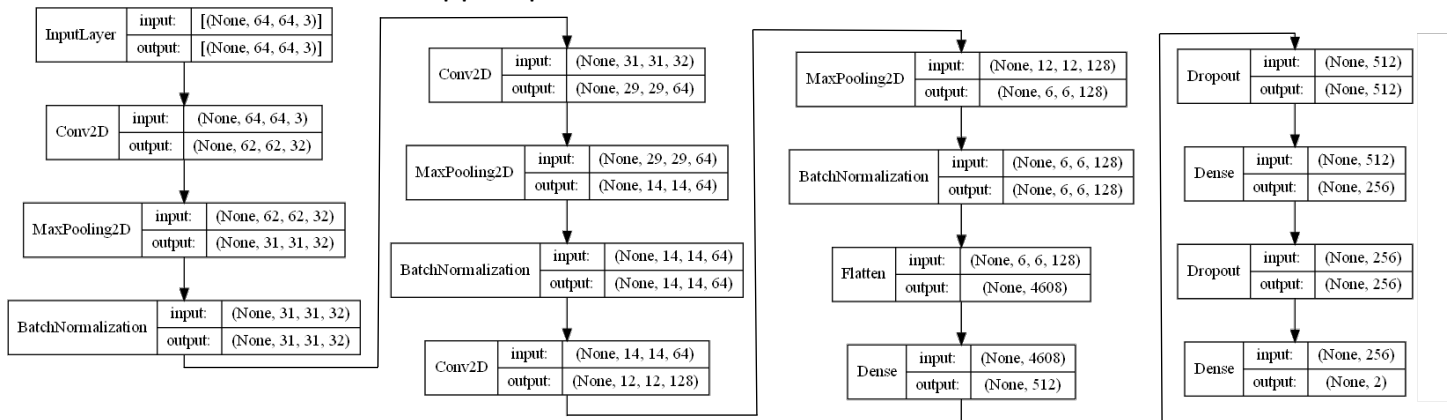 InputLayer input: [(None, 64, 64, 3)]
output: [(None, 64, 64, 3)]
Conv2D input: (None, 64, 64, 3)
output: (None, 62, 62, 32)
MaxPooling2D input: (None, 62, 62, 32)
output: (None, 31, 31, 32)
BatchNormalization input: (None, 31, 31, 32)
output: (None, 31, 31, 32)
Conv2D input: (None, 31, 31, 32)
output: (None, 29, 29, 64)
MaxPooling2D input: (None, 29, 29, 64)
output: (None, 14, 14, 64)
BatchNormalization input: (None, 14, 14, 64)
output: (None, 14, 14, 64)
Conv2D input: (None, 14, 14, 64)
output: (None, 12, 12, 128)
MaxPooling2D input: (None, 12, 12, 128)
output: (None, 6, 6, 128)
BatchNormalization input: (None, 6, 6, 128)
output: (None, 6, 6, 128)
Flatten input: (None, 6, 6, 128)
output: (None, 4608)
Dense input: (None, 4608)
output: (None, 512)
Dropout input: (None, 512)
output: (None, 512)
Dense input: (None, 512)
output: (None, 256)
Dropout input: (None, 256)
output: (None, 256)
Dense input: (None, 256)
output: (None, 2)